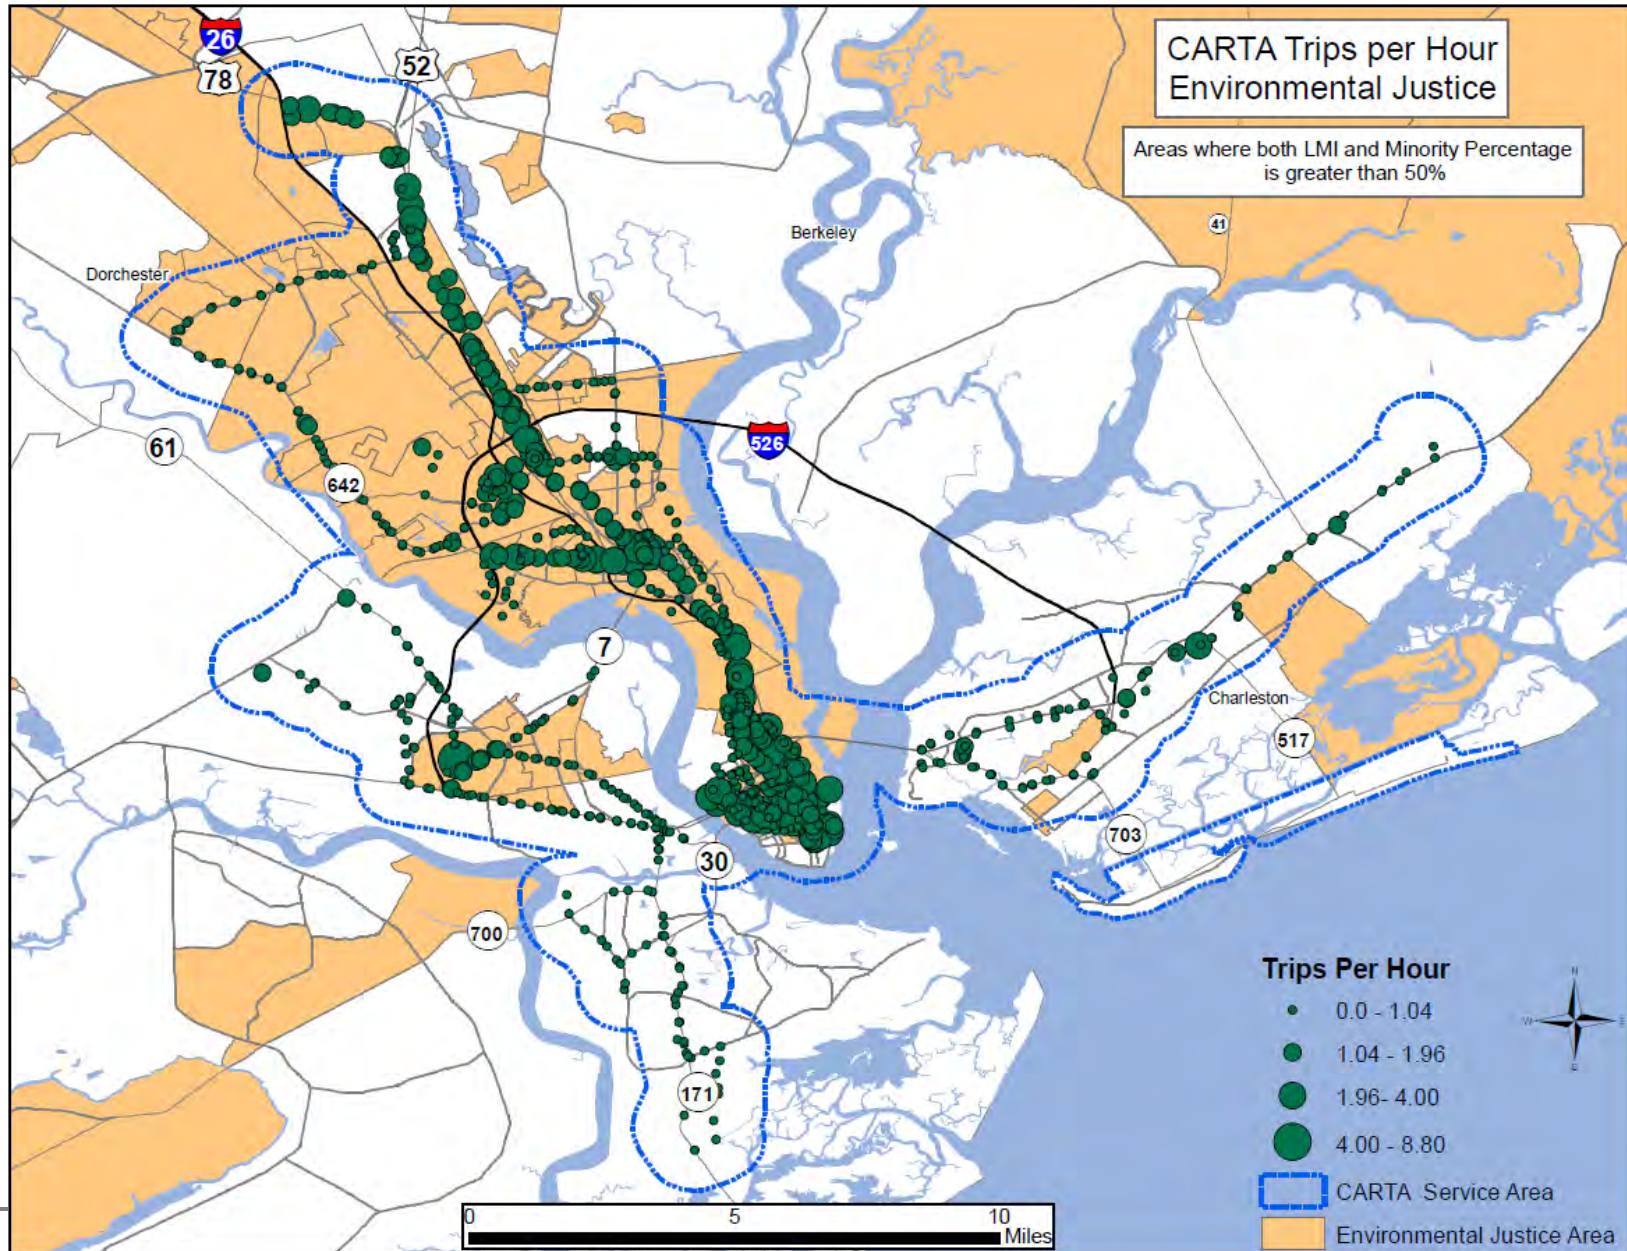 CARTA Trips per Hour
Environmental Justice
Areas where both LMI and Minority Percentage
is greater than 50%
26
78
52
41
Berkeley
Dorchester
61
526
642
7
Charleston
517
703
30
700
171
Trips Per Hour
0.0 - 1.04
1.04 - 1.96
1.96- 4.00
4.00 - 8.80
CARTA Service Area
Environmental Justice Area
N
W
E
S
0 5 10
Miles